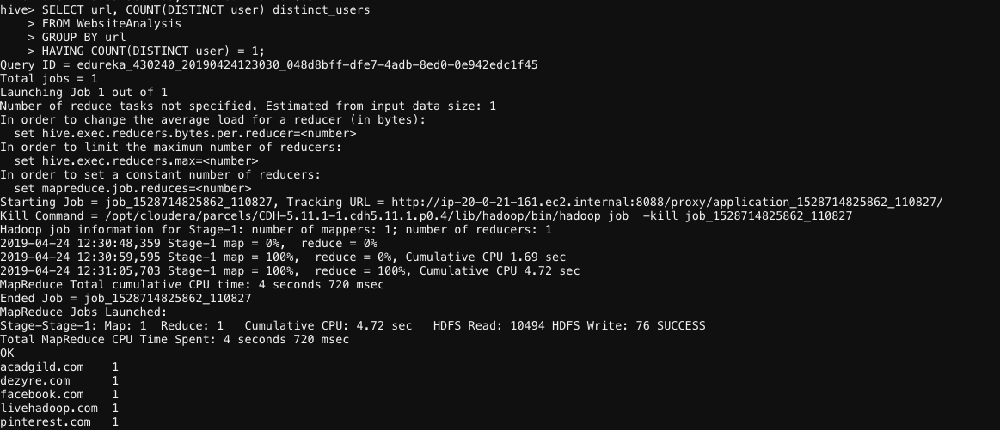 hive> SELECT url, COUNT(DISTINCT user) distinct_users
    > FROM WebsiteAnalysis
    > GROUP BY url
    > HAVING COUNT(DISTINCT user) = 1;
Query ID = edureka_430240_20190424123030_048d8bff-dfe7-4adb-8ed0-0e942edc1f45
Total jobs = 1
Launching Job 1 out of 1
Number of reduce tasks not specified. Estimated from input data size: 1
In order to change the average load for a reducer (in bytes):
  set hive.exec.reducers.bytes.per.reducer=<number>
In order to limit the maximum number of reducers:
  set hive.exec.reducers.max=<number>
In order to set a constant number of reducers:
  set mapreduce.job.reduces=<number>
Starting Job = job_1528714825862_110827, Tracking URL = http://ip-20-0-21-161.ec2.internal:8088/proxy/application_1528714825862_110827/
Kill Command = /opt/cloudera/parcels/CDH-5.11.1-1.cdh5.11.1.p0.4/lib/hadoop/bin/hadoop job  -kill job_1528714825862_110827
Hadoop job information for Stage-1: number of mappers: 1; number of reducers: 1
2019-04-24 12:30:48,359 Stage-1 map = 0%,  reduce = 0%
2019-04-24 12:30:59,595 Stage-1 map = 100%,  reduce = 0%, Cumulative CPU 1.69 sec
2019-04-24 12:31:05,703 Stage-1 map = 100%,  reduce = 100%, Cumulative CPU 4.72 sec
MapReduce Total cumulative CPU time: 4 seconds 720 msec
Ended Job = job_1528714825862_110827
MapReduce Jobs Launched:
Stage-Stage-1: Map: 1  Reduce: 1   Cumulative CPU: 4.72 sec   HDFS Read: 10494 HDFS Write: 76 SUCCESS
Total MapReduce CPU Time Spent: 4 seconds 720 msec
OK
acadgild.com    1
dezyre.com      1
facebook.com    1
livehadoop.com  1
pinterest.com   1